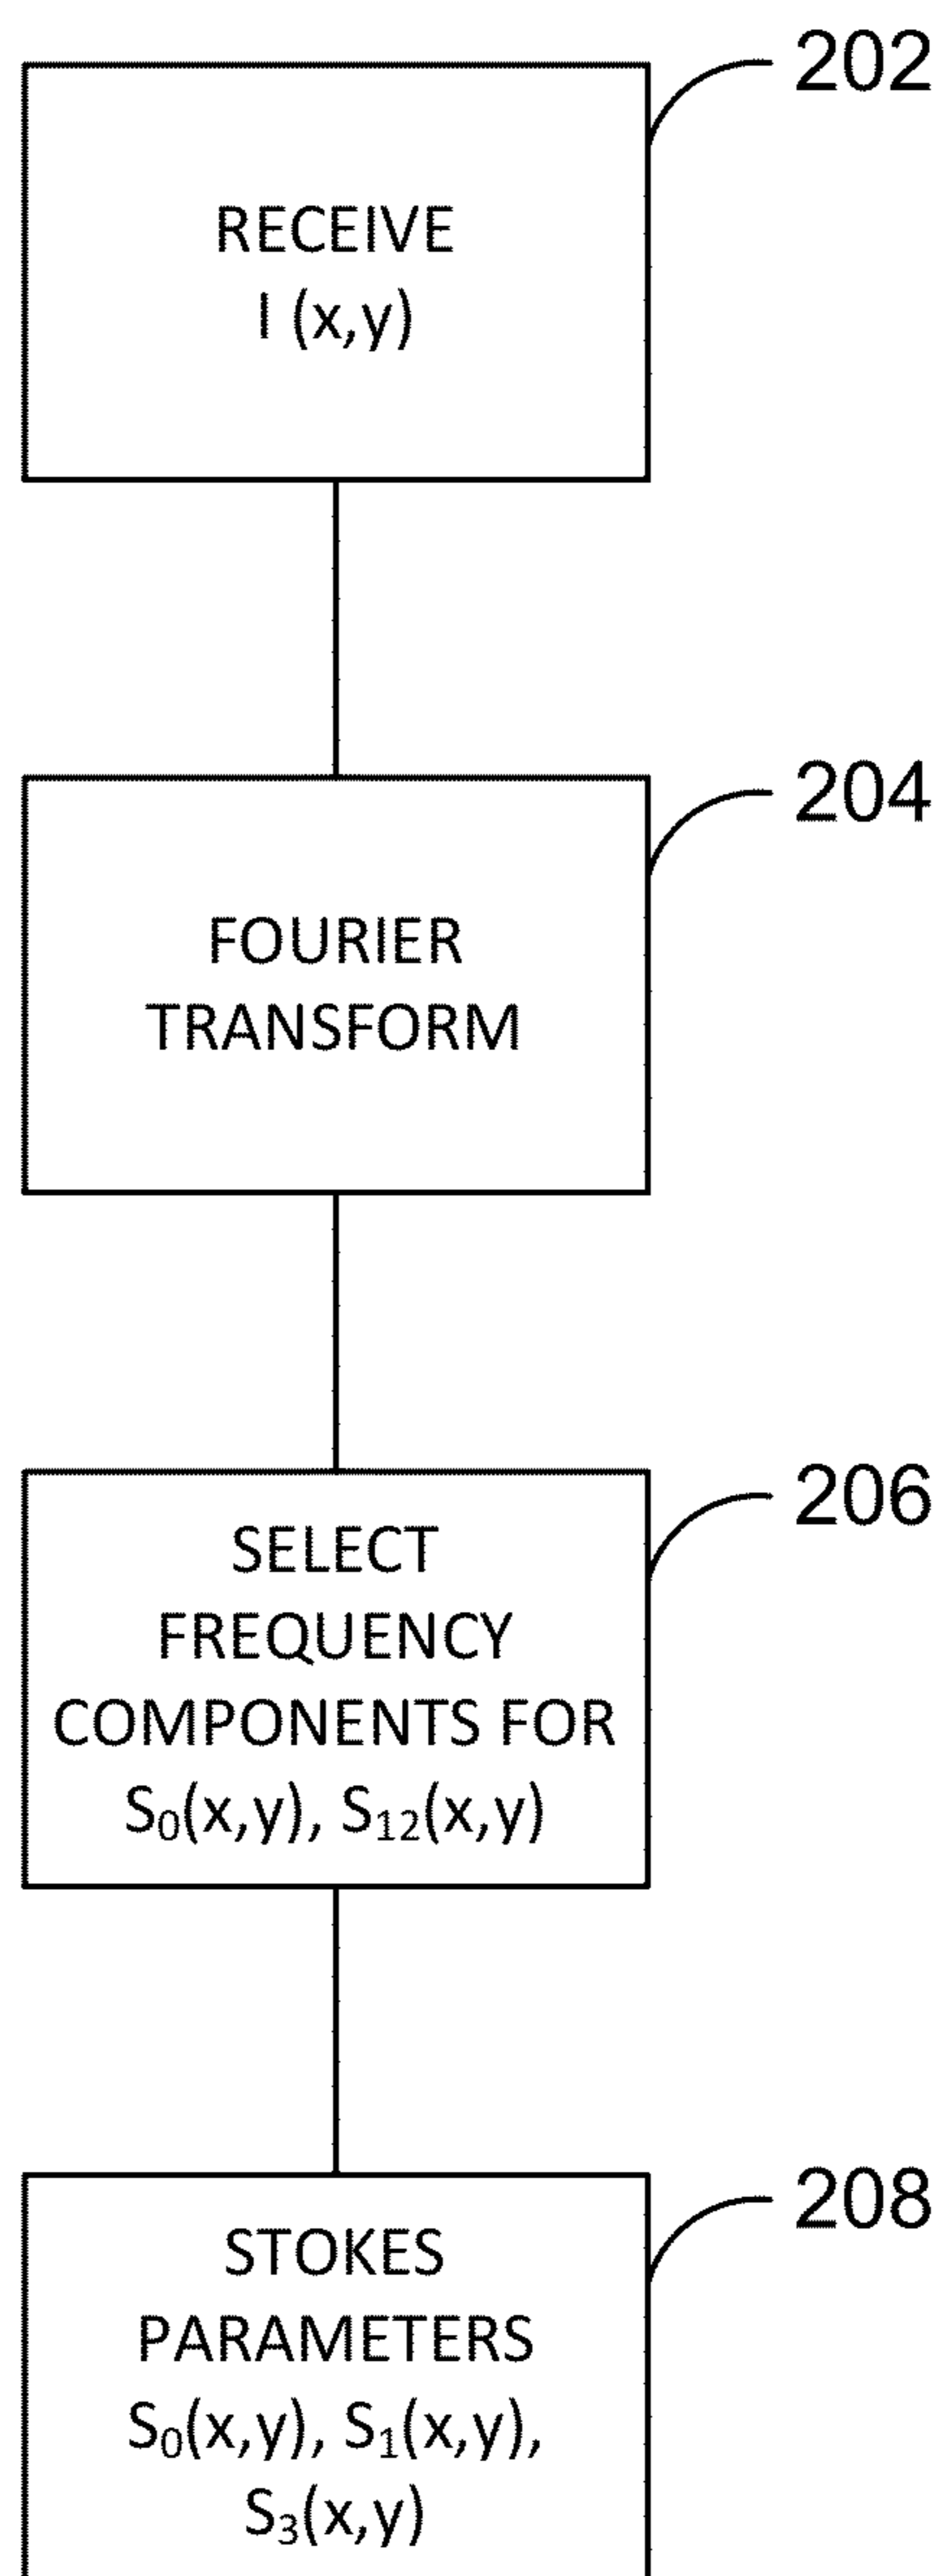 202
RECEIVE
I (x,y)
204
FOURIER
TRANSFORM
206
SELECT
FREQUENCY
COMPONENTS FOR
S₀(x,y), S₁₂(x,y)
208
STOKES
PARAMETERS
S₀(x,y), S₁(x,y),
S₃(x,y)